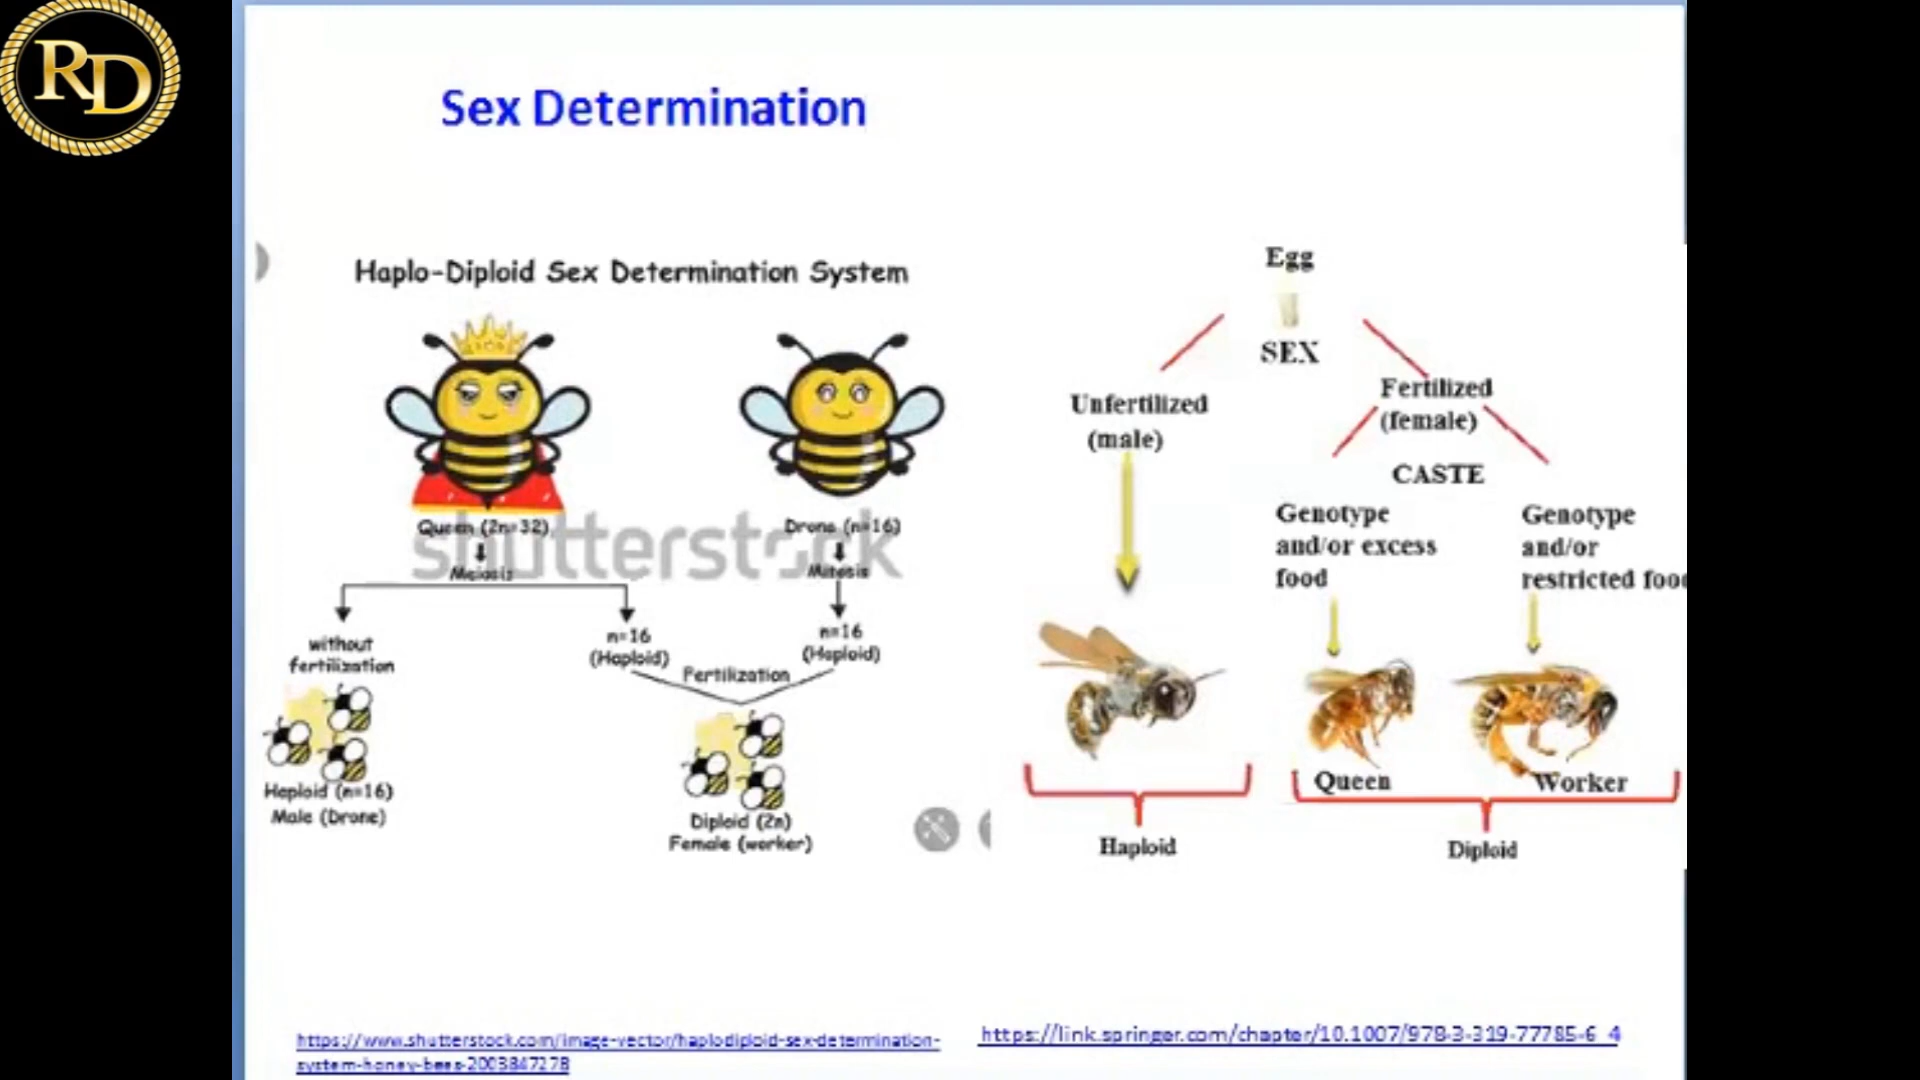 RD
Sex Determination
Haplo-Diploid Sex Determination System
Queen (2n=32)
Drone (n=16)
shutterstock
Meiosis
Mitosis
without
fertilization
n=16
(Haploid)
n=16
(Haploid)
Fertilization
Haploid (n=16)
Male (Drone)
Diploid (2n)
Female (worker)
Egg
SEX
Unfertilized
(male)
Fertilized
(female)
CASTE
Genotype
and/or excess
food
Genotype
and/or
restricted foo
Queen
Worker
Haploid
Diploid
https://www.shutterstock.com/image-vector/haplodiploid-sex-determination-
system-honey-bees-2003847278
https://link.springer.com/chapter/10.1007/978-3-319-77785-6_4